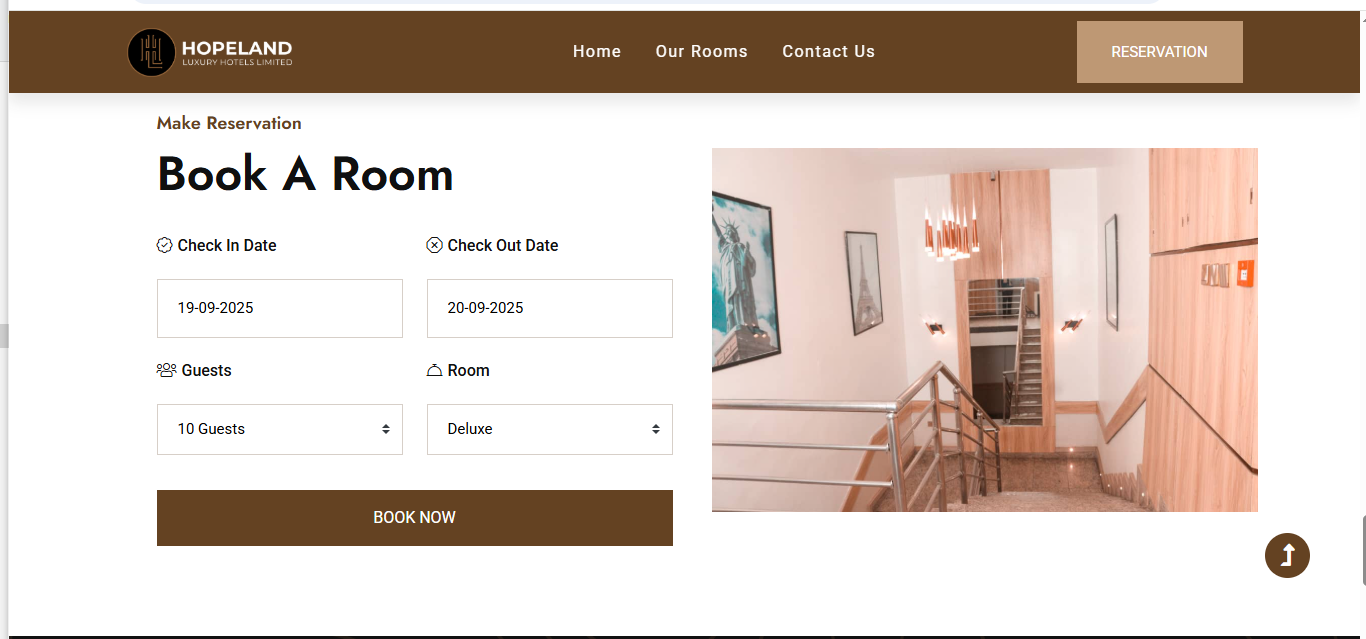 HOPELAND
LUXURY HOTELS LIMITED
Home
Our Rooms
Contact Us
RESERVATION
Make Reservation
Book A Room
Check In Date
Check Out Date
19-09-2025
20-09-2025
Guests
Room
10 Guests
Deluxe
BOOK NOW